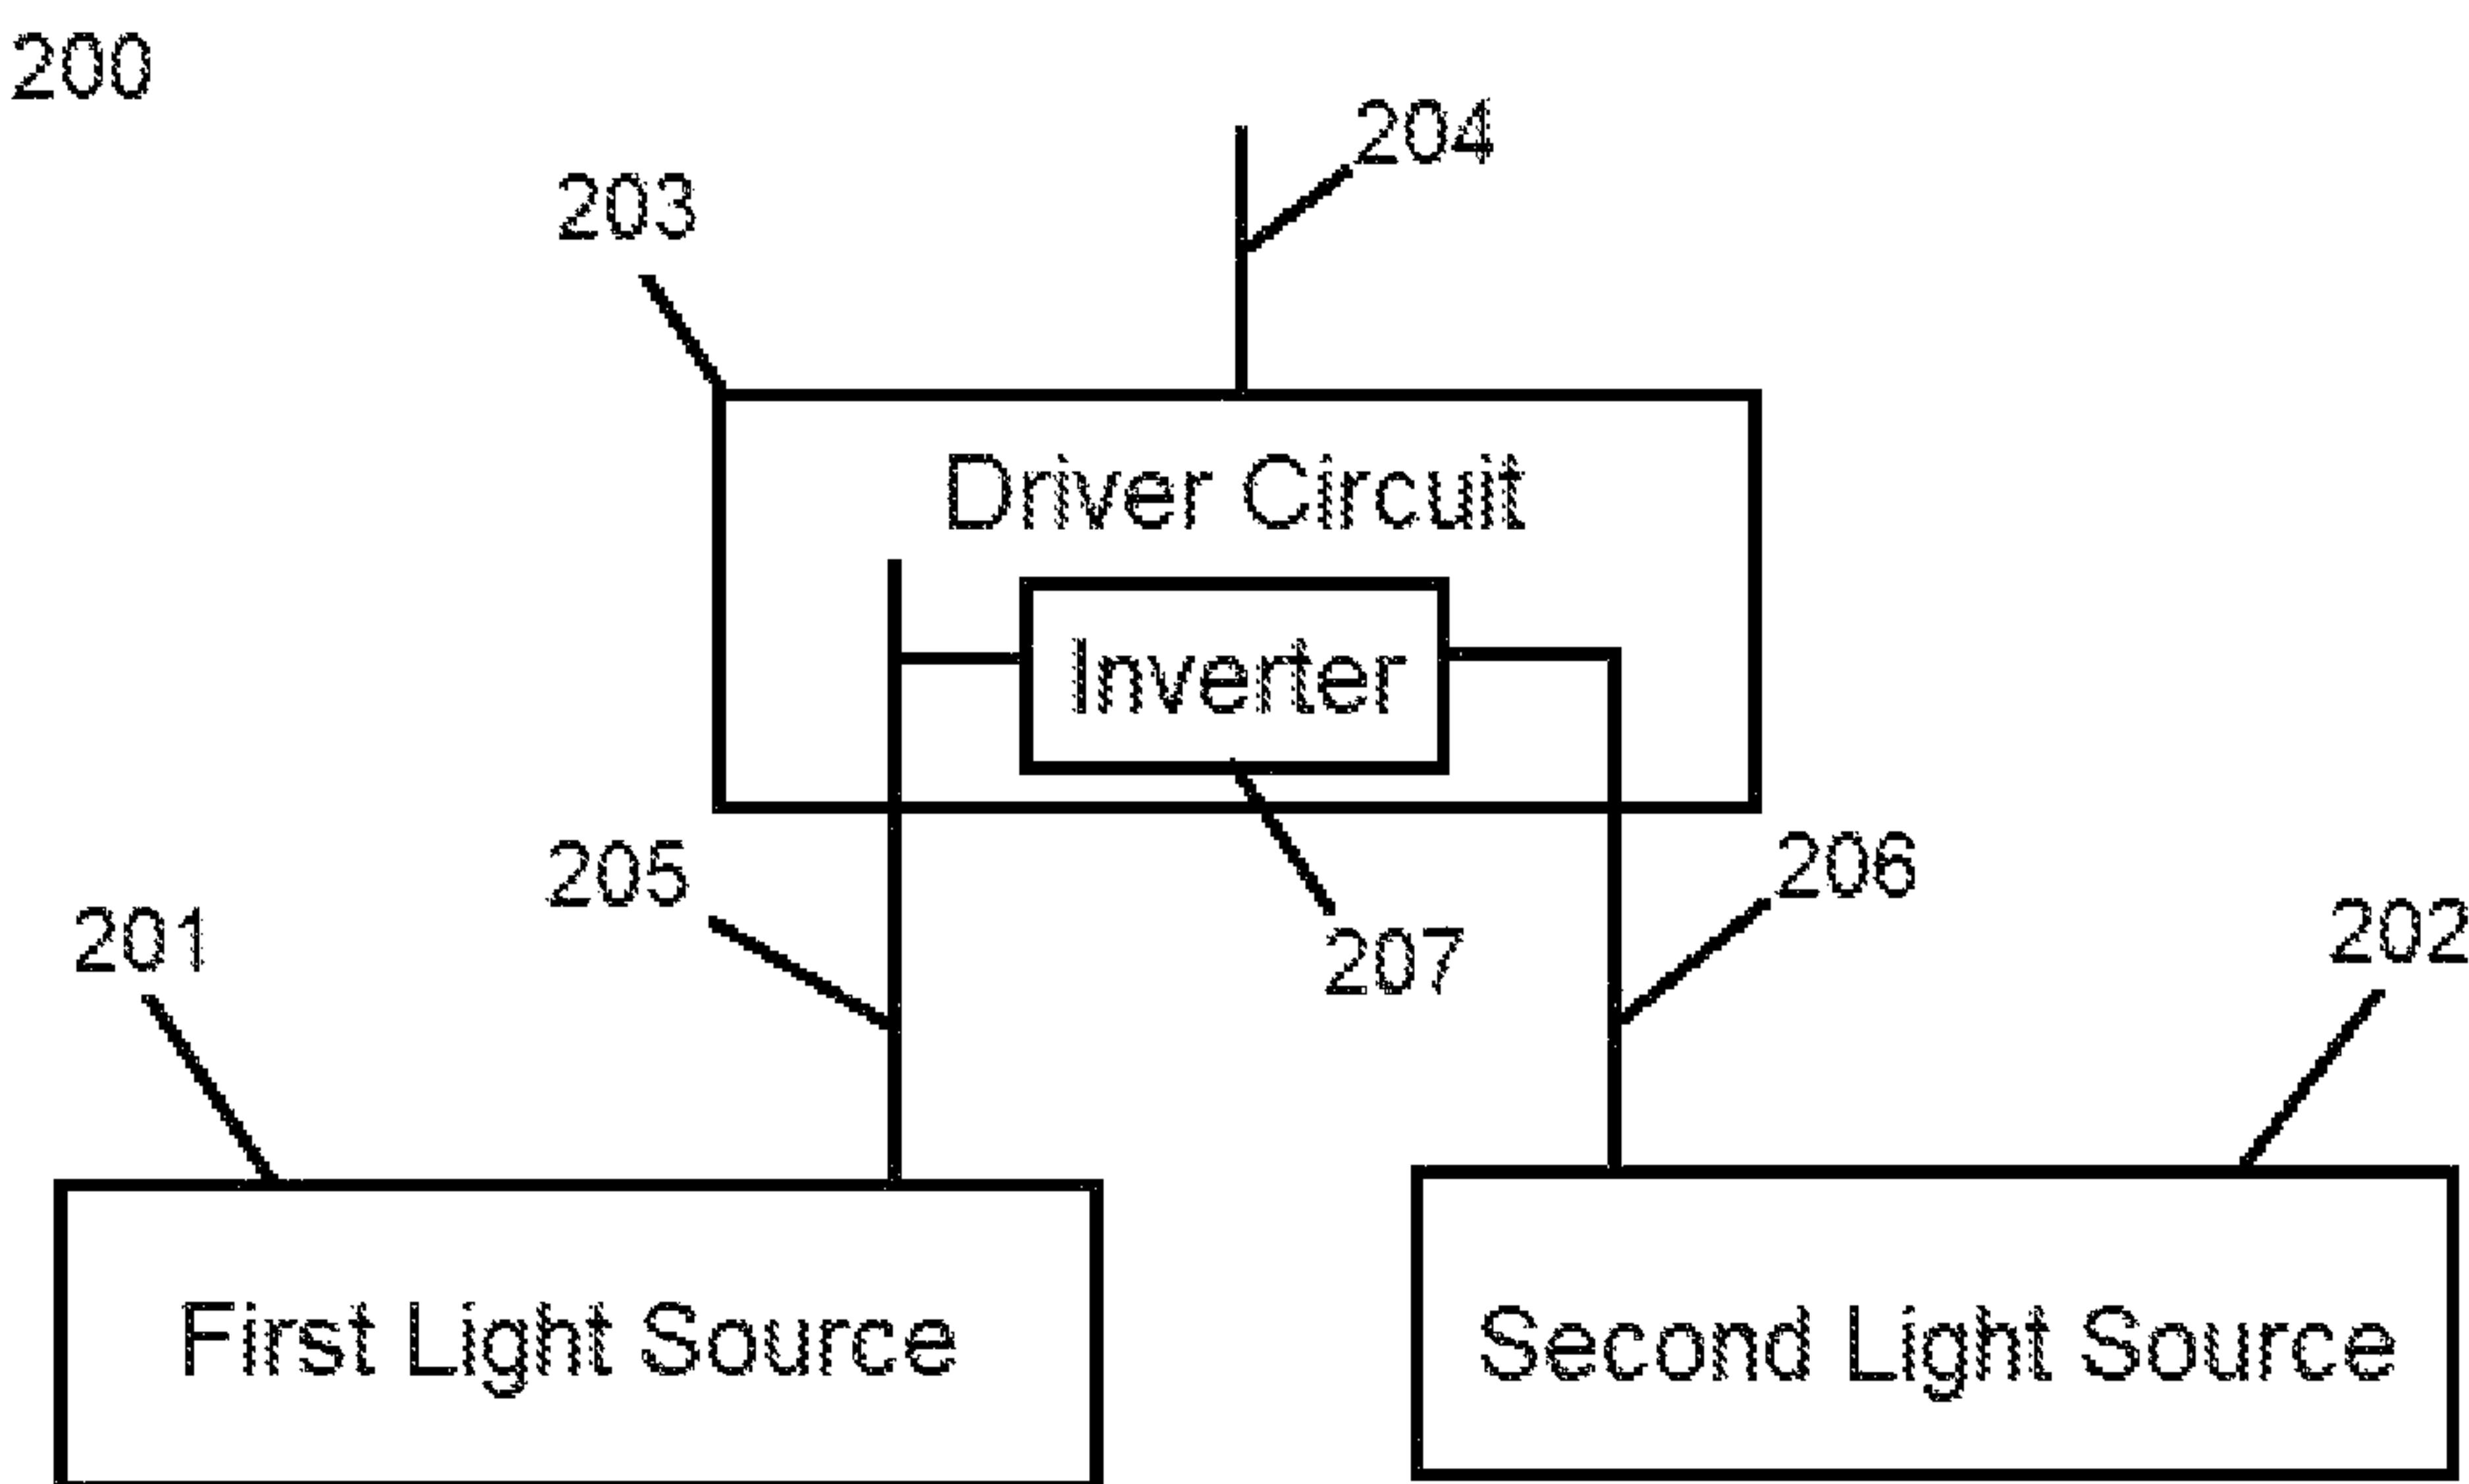 200
204
203
Driver Circuit
Inverter
205
206
201
207
202
First Light Source
Second Light Source